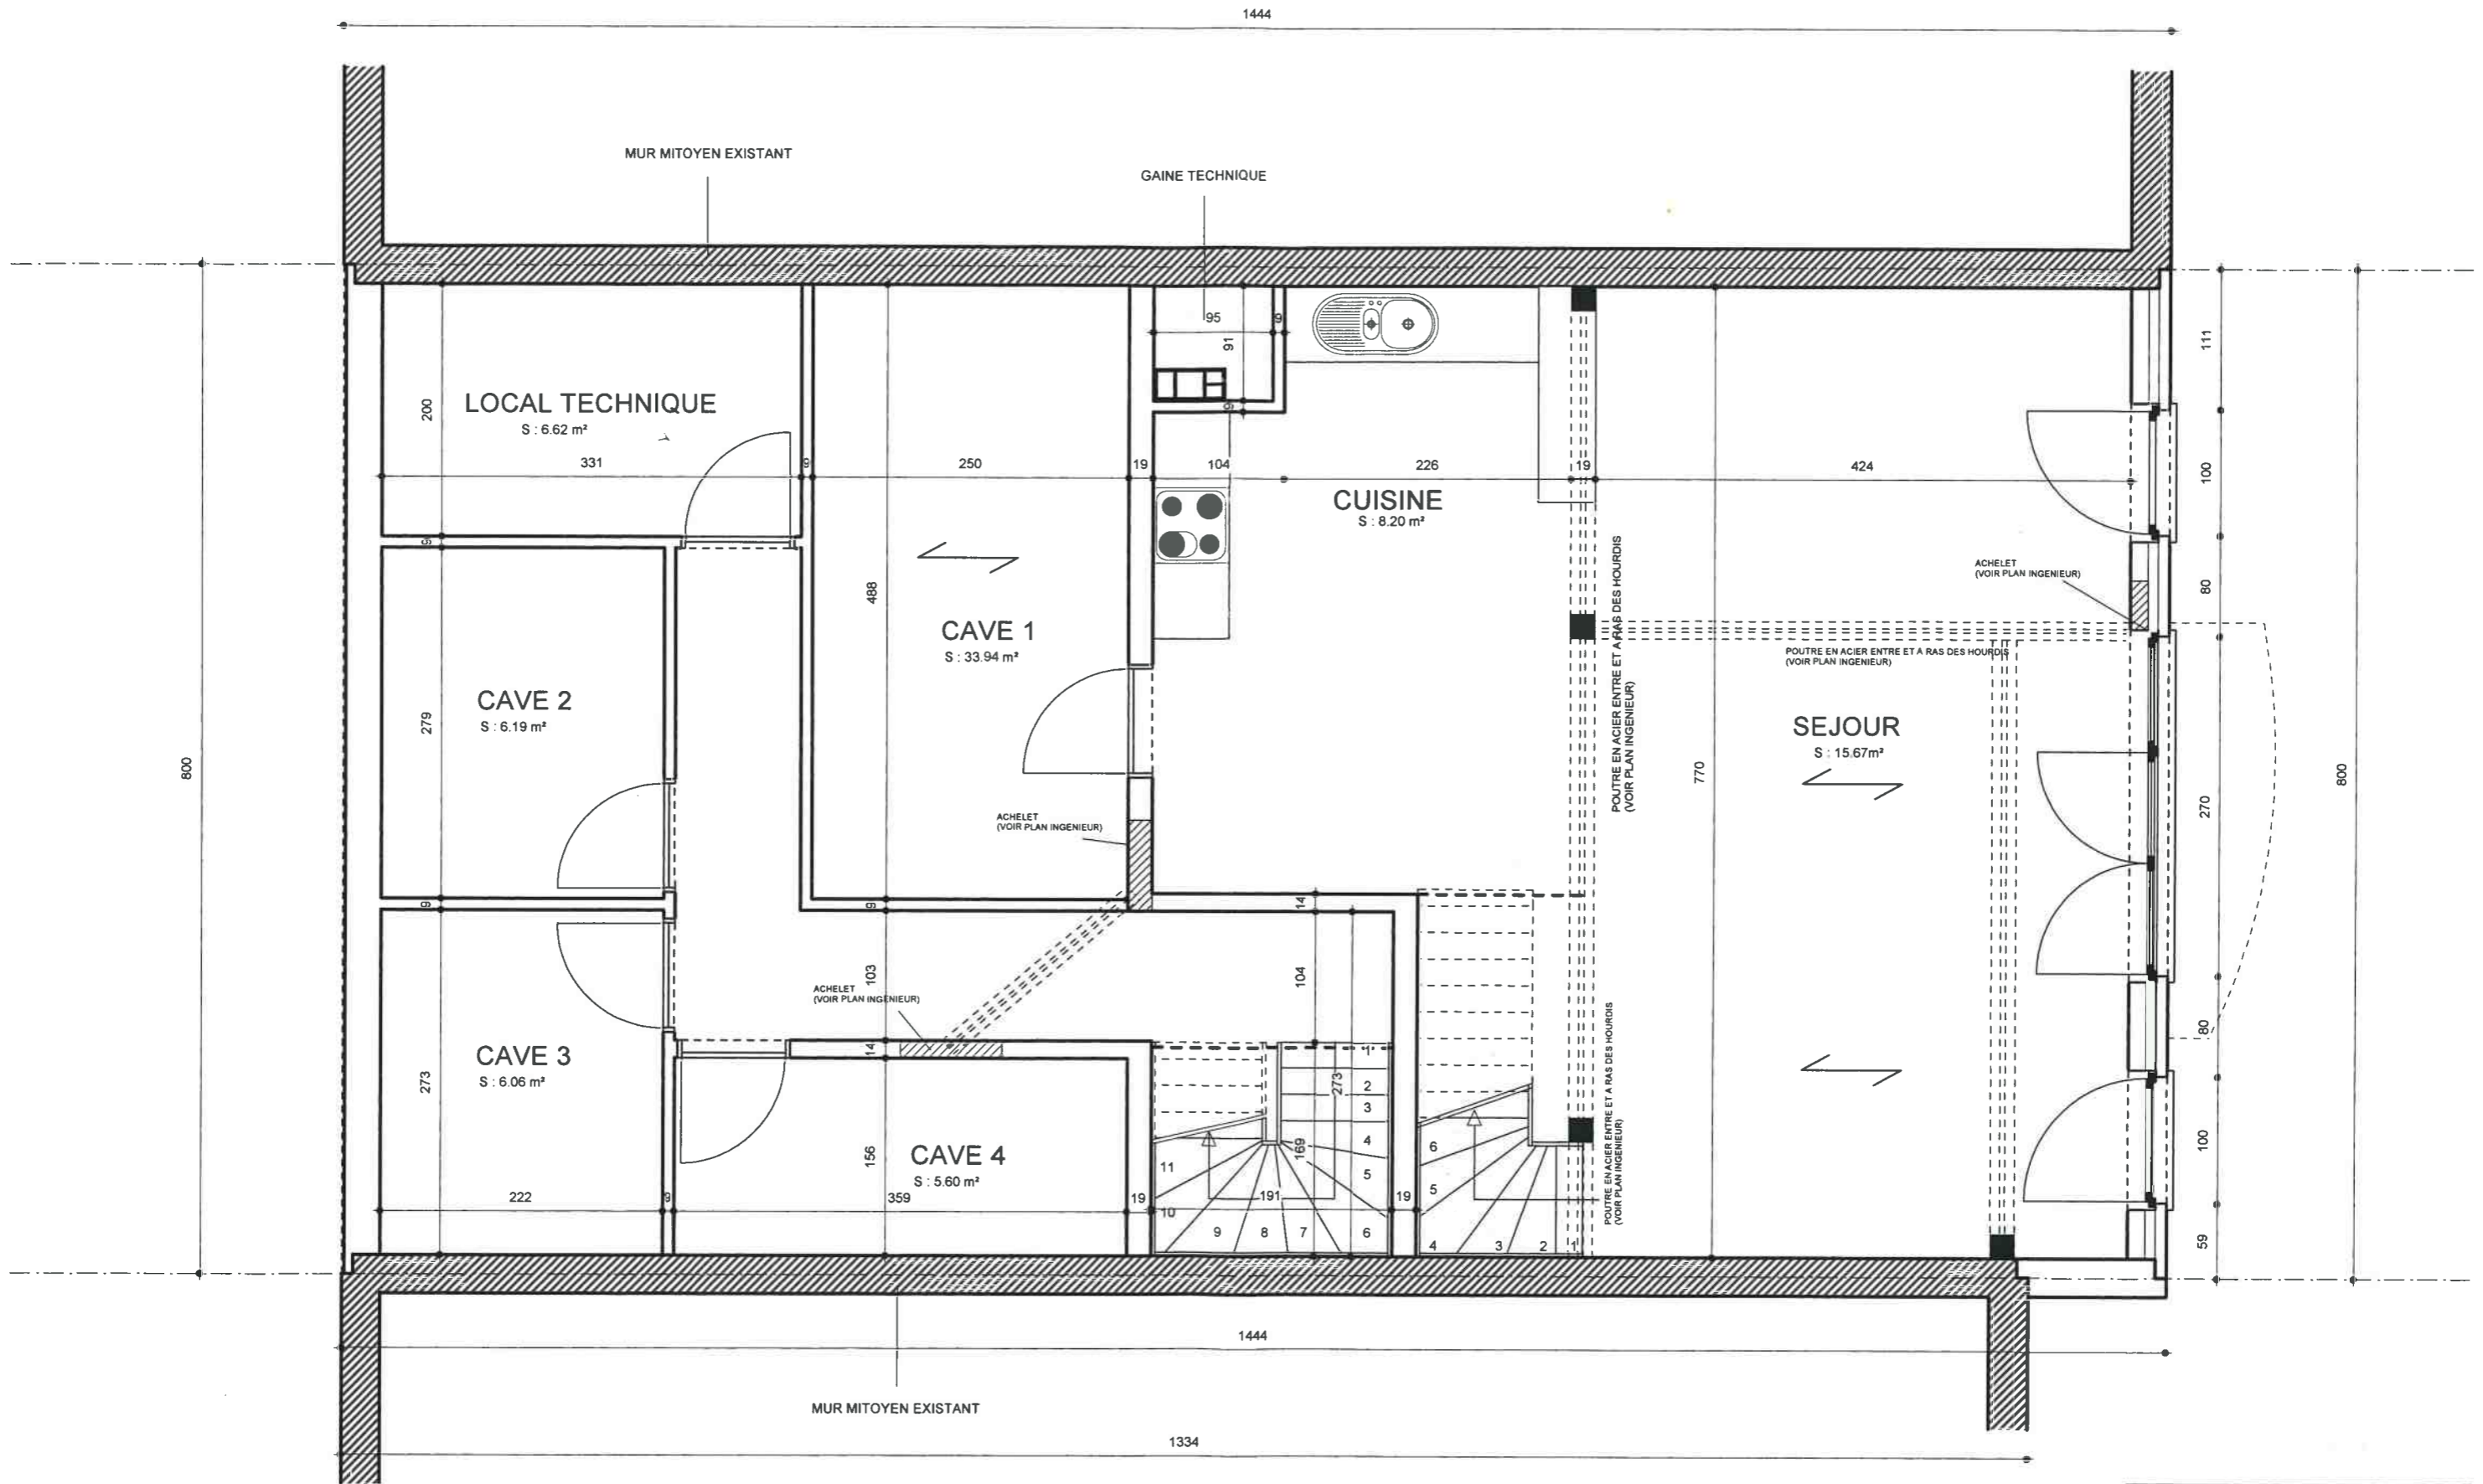 1444
MUR MITOYEN EXISTANT
GAINE TECHNIQUE
95
9
91
9
111
LOCAL TECHNIQUE
S : 6.62 m²
200
331
9
250
19
104
226
19
424
100
CUISINE
S : 8.20 m²
9
488
POUTRE EN ACIER ENTRE ET A RAS DES HOURDIS
(VOIR PLAN INGENIEUR)
ACHELET
(VOIR PLAN INGENIEUR)
80
CAVE 1
S : 33.94 m²
POUTRE EN ACIER ENTRE ET A RAS DES HOURDIS
(VOIR PLAN INGENIEUR)
CAVE 2
S : 6.19 m²
279
SEJOUR
S : 15.67m²
800
770
270
800
ACHELET
(VOIR PLAN INGENIEUR)
9
9
14
103
104
ACHELET
(VOIR PLAN INGENIEUR)
80
14
CAVE 3
S : 6.06 m²
273
273
1
2
3
4
5
6
7
8
9
10
11
169
191
156
CAVE 4
S : 5.60 m²
222
9
359
19
19
6
5
4
3
2
1
POUTRE EN ACIER ENTRE ET A RAS DES HOURDIS
(VOIR PLAN INGENIEUR)
100
59
1444
MUR MITOYEN EXISTANT
1334